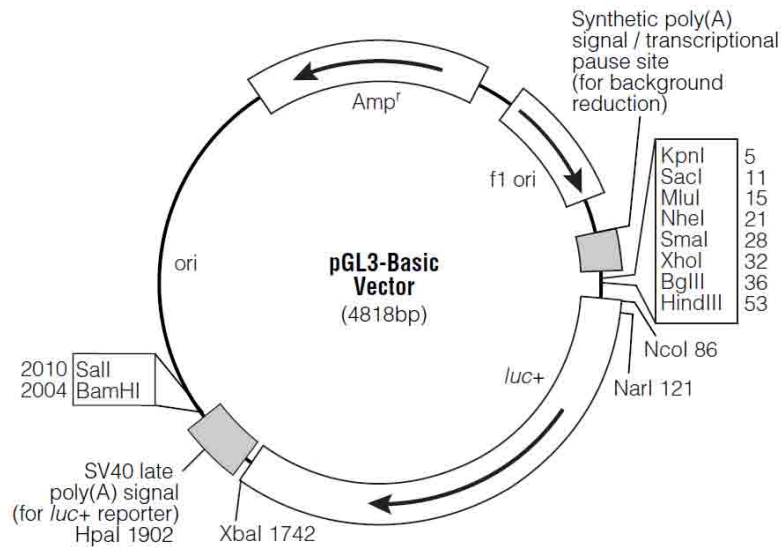 Synthetic poly(A)
signal / transcriptional
pause site
(for background
reduction)
Ampr
f1 ori
KpnI 5
SacI 11
MluI 15
NheI 21
SmaI 28
XhoI 32
BglII 36
HindIII 53
ori
pGL3-Basic
Vector
(4818bp)
NcoI 86
luc+
NarI 121
2010 SalI
2004 BamHI
SV40 late
poly(A) signal
(for luc+ reporter)
HpaI 1902
XbaI 1742